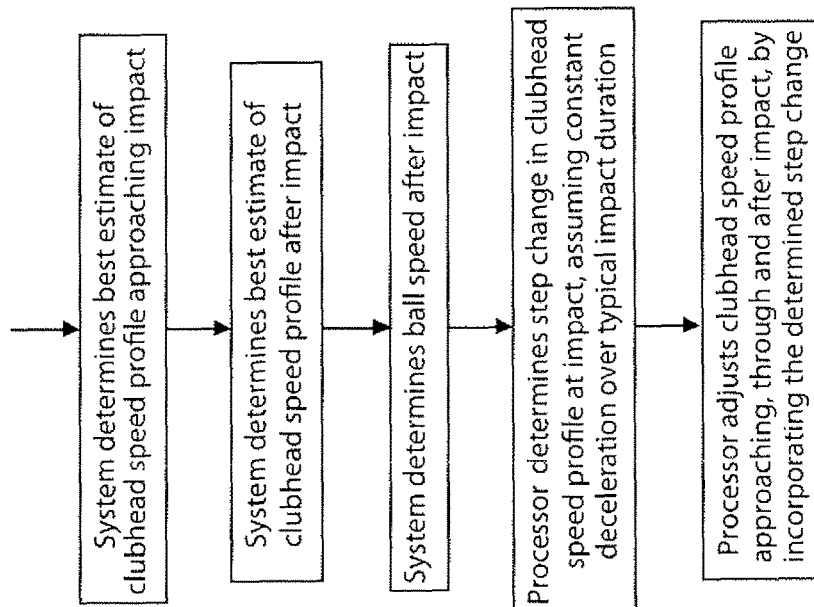 System determines best estimate of
clubhead speed profile approaching impact
System determines best estimate of
clubhead speed profile after impact
System determines ball speed after impact
Processor determines step change in clubhead
speed profile at impact, assuming constant
deceleration over typical impact duration
Processor adjusts clubhead speed profile
approaching, through and after impact, by
incorporating the determined step change